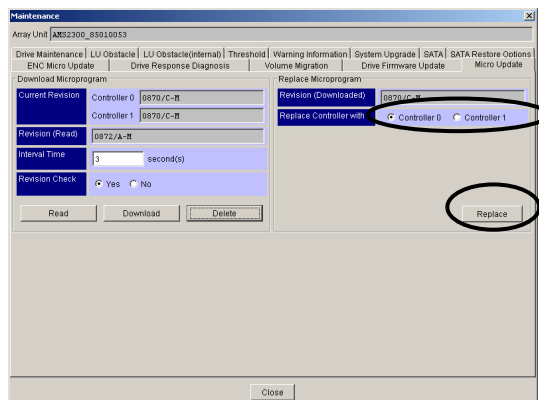 Maintenance
Array Unit AMS2300_85010053
Drive Maintenance LU Obstacle LU Obstacle(internal) Threshold Warning Information System Upgrade SATA SATA Restore Options
ENC Micro Update Drive Response Diagnosis Volume Migration Drive Firmware Update Micro Update
Download Microprogram
Current Revision Controller 0 0870/C-M
Controller 1 0870/C-M
Revision (Read) 0872/A-M
Interval Time 3 second(s)
Revision Check Yes No
Read Download Delete
Replace Microprogram
Revision (Downloaded) 0870/C-M
Replace Controller with Controller 0 Controller 1
Replace
Close